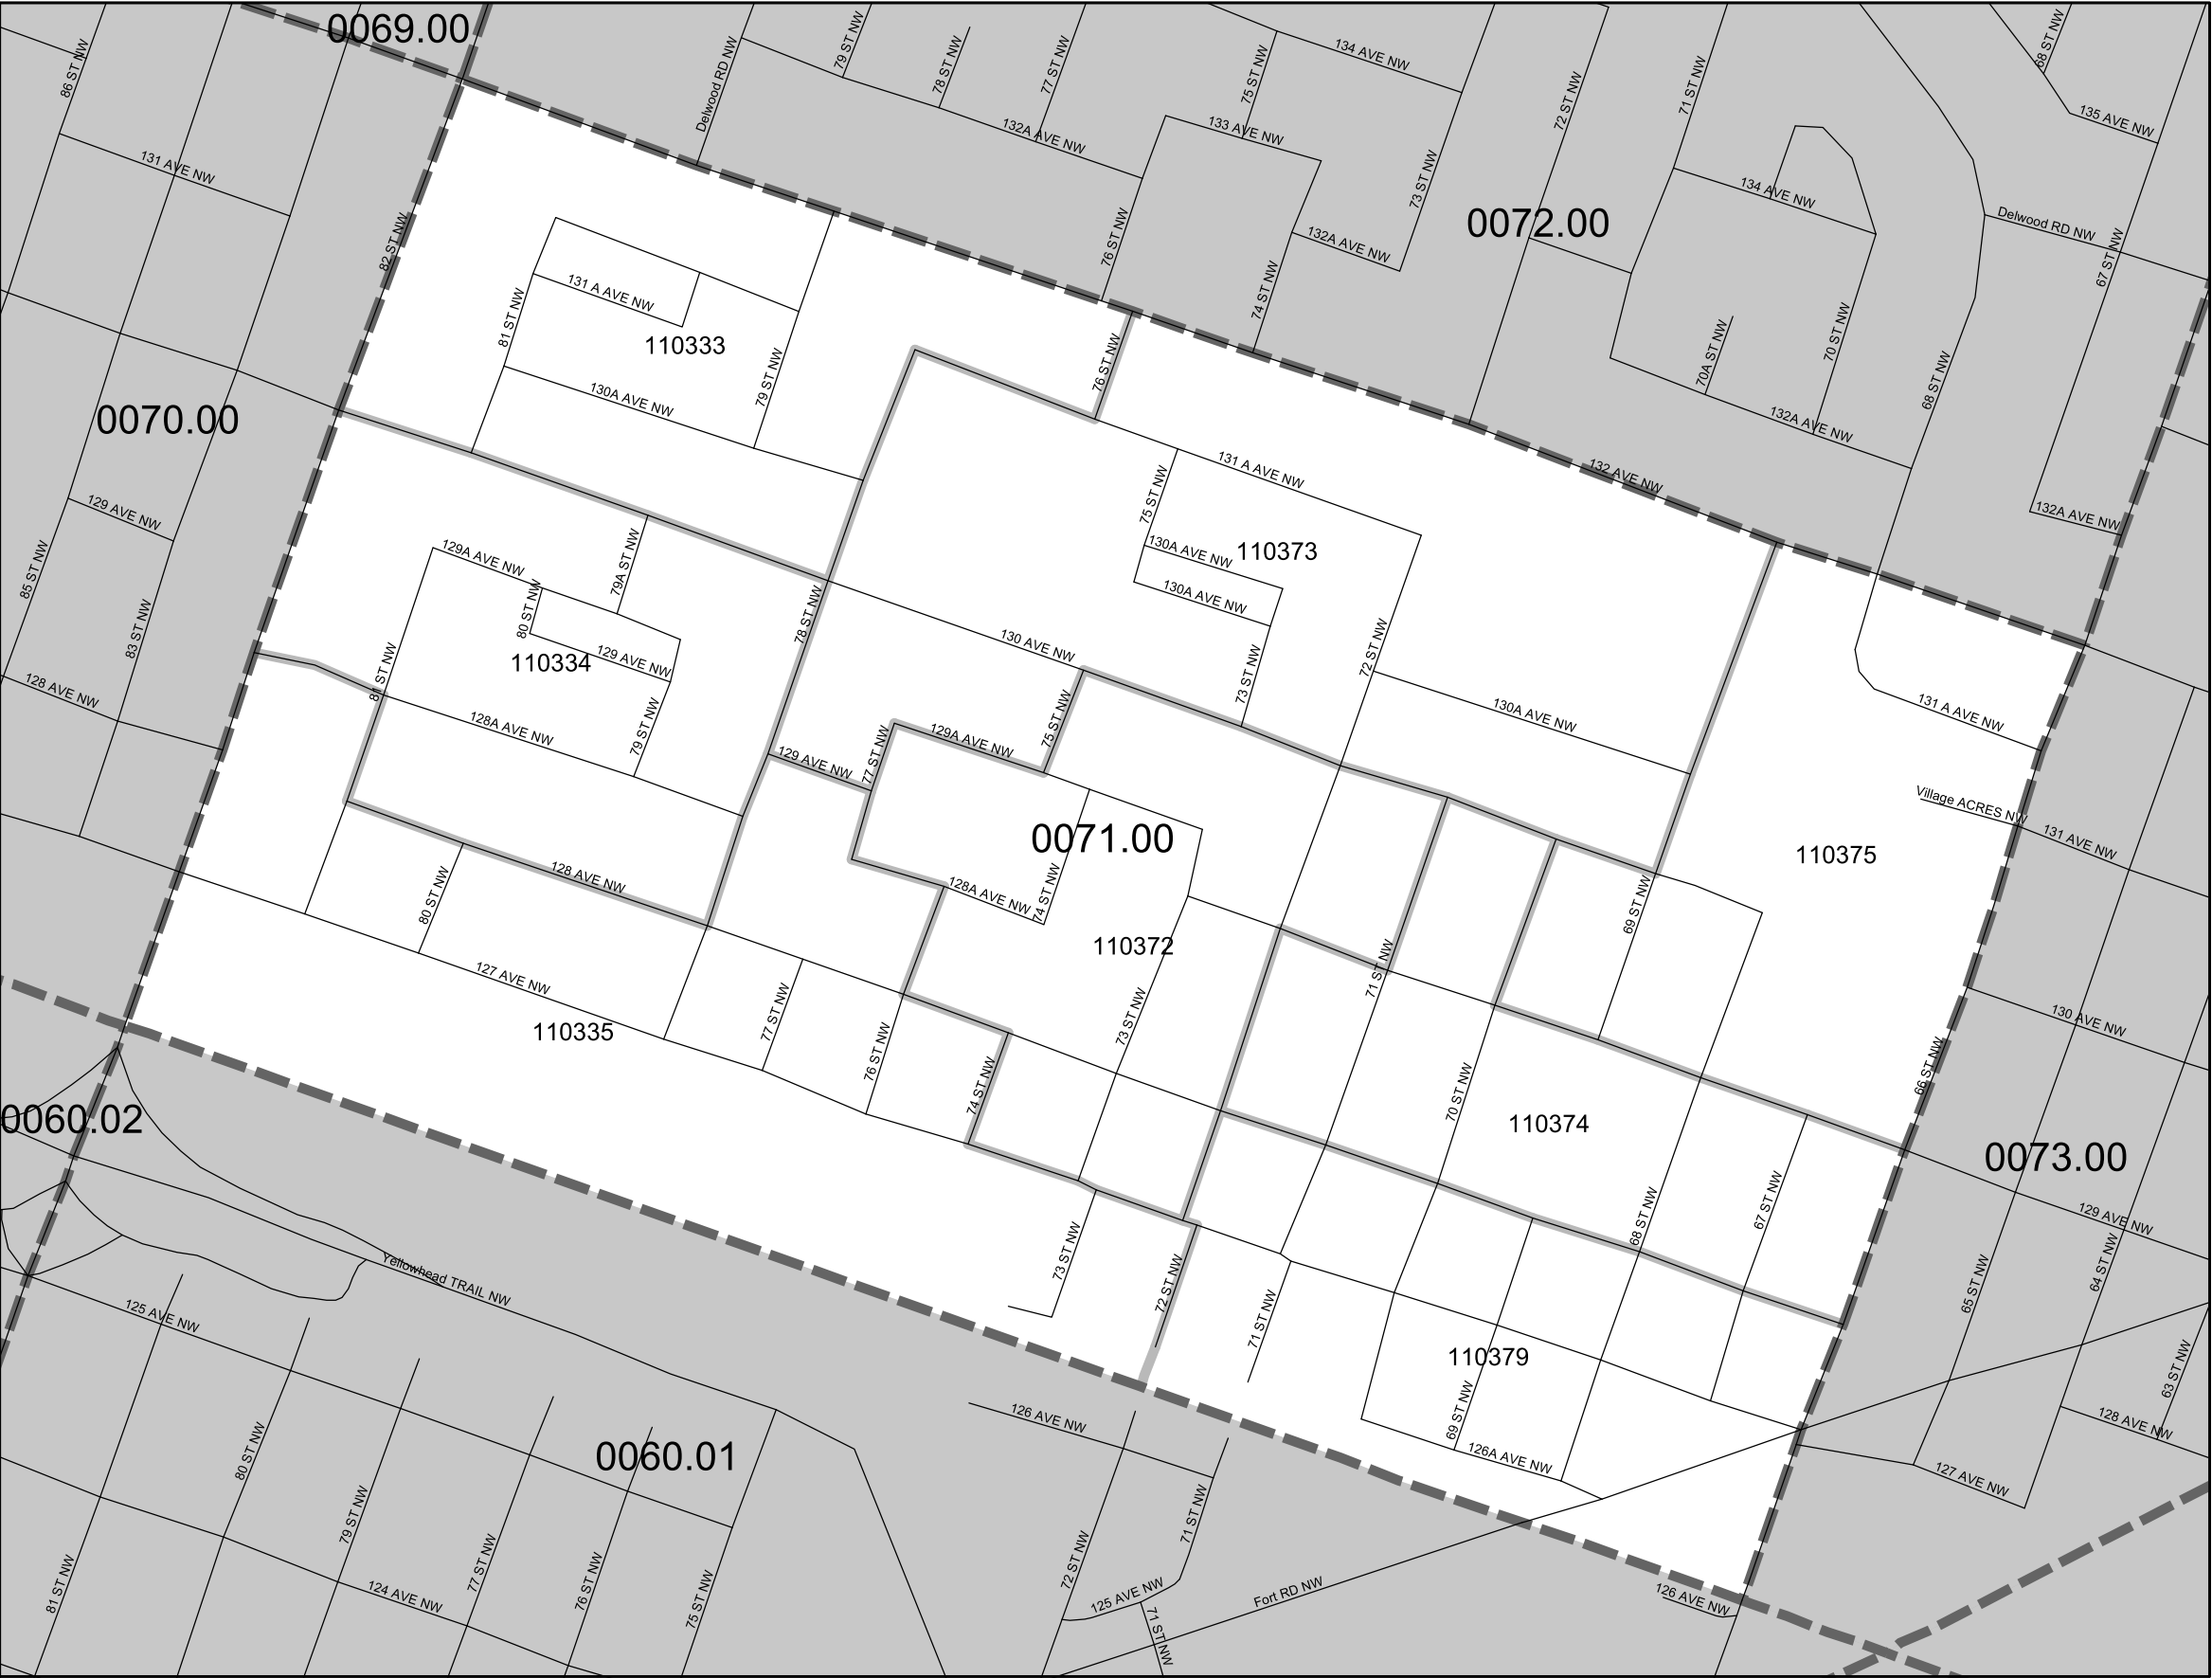 0069.00
86 ST NW
79 ST NW
78 ST NW
77 ST NW
Delwood RD NW
132A AVE NW
75 ST NW
134 AVE NW
133 AVE NW
72 ST NW
71 ST NW
68 ST NW
135 AVE NW
131 AVE NW
82 ST NW
76 ST NW
73 ST NW
0072.00
134 AVE NW
Delwood RD NW
132A AVE NW
74 ST NW
67 ST NW
131 A AVE NW
81 ST NW
110333
79 ST NW
130A AVE NW
76 ST NW
70A ST NW
70 ST NW
68 ST NW
132A AVE NW
0070.00
131 A AVE NW
132 AVE NW
132A AVE NW
75 ST NW
110373
130A AVE NW
130A AVE NW
129 AVE NW
85 ST NW
83 ST NW
129A AVE NW
79A ST NW
80 ST NW
129 AVE NW
110334
78 ST NW
130 AVE NW
73 ST NW
72 ST NW
130A AVE NW
128 AVE NW
81 ST NW
128A AVE NW
79 ST NW
77 ST NW
129A AVE NW
75 ST NW
129 AVE NW
131 A AVE NW
Village ACRES NW
131 AVE NW
0071.00
110375
128 AVE NW
80 ST NW
128A AVE NW
74 ST NW
69 ST NW
110372
71 ST NW
127 AVE NW
110335
77 ST NW
76 ST NW
74 ST NW
73 ST NW
130 AVE NW
66 ST NW
70 ST NW
110374
0060.02
0073.00
67 ST NW
68 ST NW
129 AVE NW
73 ST NW
72 ST NW
65 ST NW
64 ST NW
Yellowhead TRAIL NW
125 AVE NW
71 ST NW
110379
63 ST NW
69 ST NW
126A AVE NW
126 AVE NW
128 AVE NW
127 AVE NW
0060.01
80 ST NW
79 ST NW
77 ST NW
76 ST NW
75 ST NW
81 ST NW
124 AVE NW
72 ST NW
71 ST NW
125 AVE NW
71 ST NW
Fort RD NW
126 AVE NW